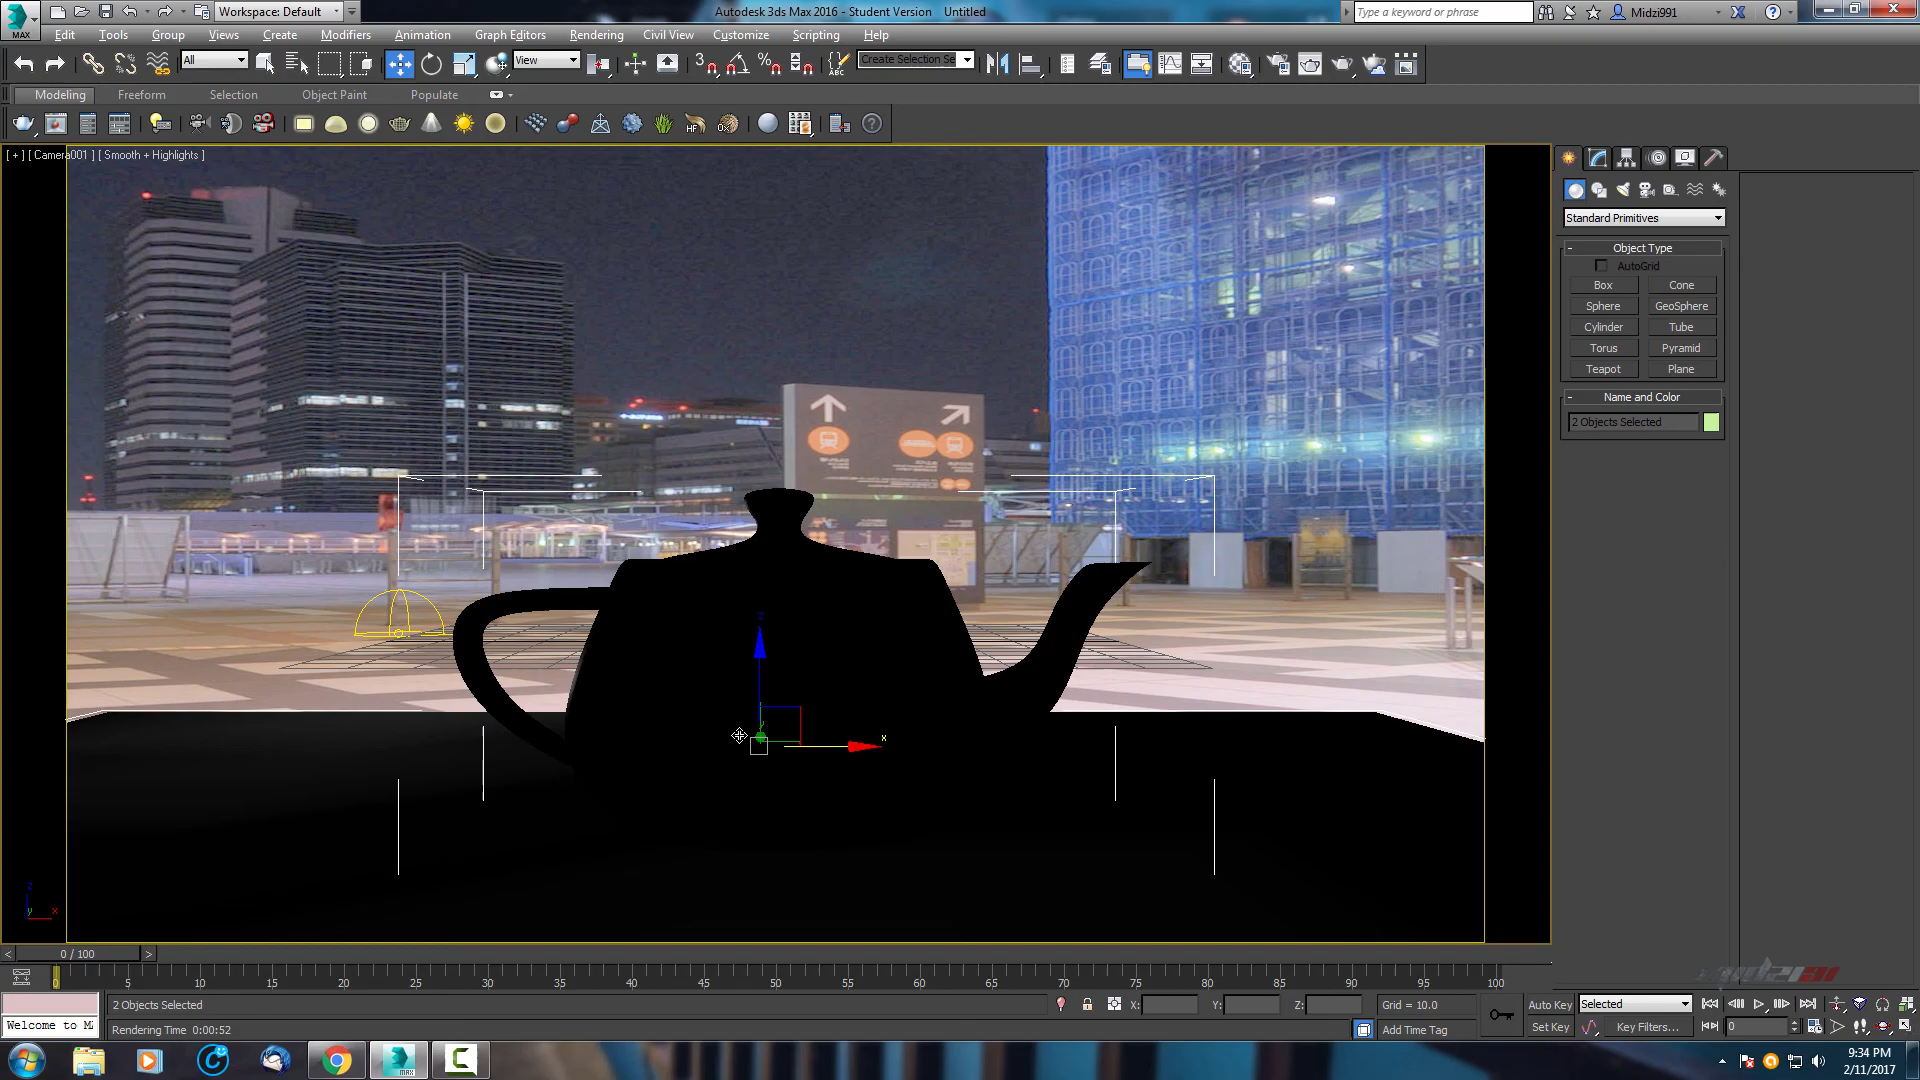 MAX
Workspace: Default
Autodesk 3ds Max 2016 - Student Version Untitled
Type a keyword or phrase
Midzi991
Edit Tools Group Views Create Modifiers Animation Graph Editors Rendering Civil View Customize Scripting Help
All
View
3
%
ABC
Create Selection Se
Modeling Freeform Selection Object Paint Populate
HF
[ + ] [ Camera001 ] [ Smooth + Highlights ]
Standard Primitives
- Object Type
AutoGrid
Box Cone
Sphere GeoSphere
Cylinder Tube
Torus Pyramid
Teapot Plane
- Name and Color
2 Objects Selected
z
y
x
z
y x
< 0 / 100 >
0 5 10 15 20 25 30 35 40 45 50 55 60 65 70 75 80 85 90 95 100
2 Objects Selected
X: Y: Z: Grid = 10.0
Auto Key Selected
Welcome to M
Rendering Time 0:00:52
Add Time Tag
Set Key Key Filters...
0
MAX
9:34 PM
2/11/2017